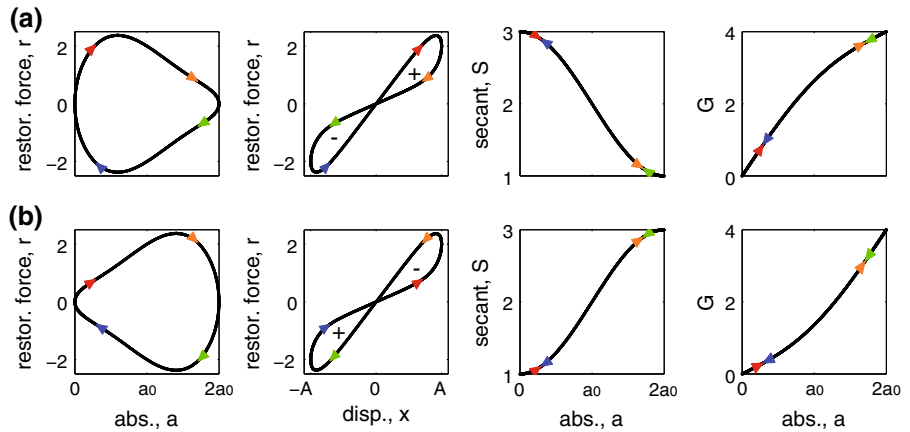 (a)
restor. force, r
2
0
−2
restor. force, r
2
0
−2
+
-
secant, S
3
2
1
G
4
2
0
(b)
restor. force, r
2
0
−2
0 a0 2a0
abs., a
restor. force, r
2
0
−2
-
+
−A 0 A
disp., x
secant, S
3
2
1
0 a0 2a0
abs., a
G
4
2
0
0 a0 2a0
abs., a